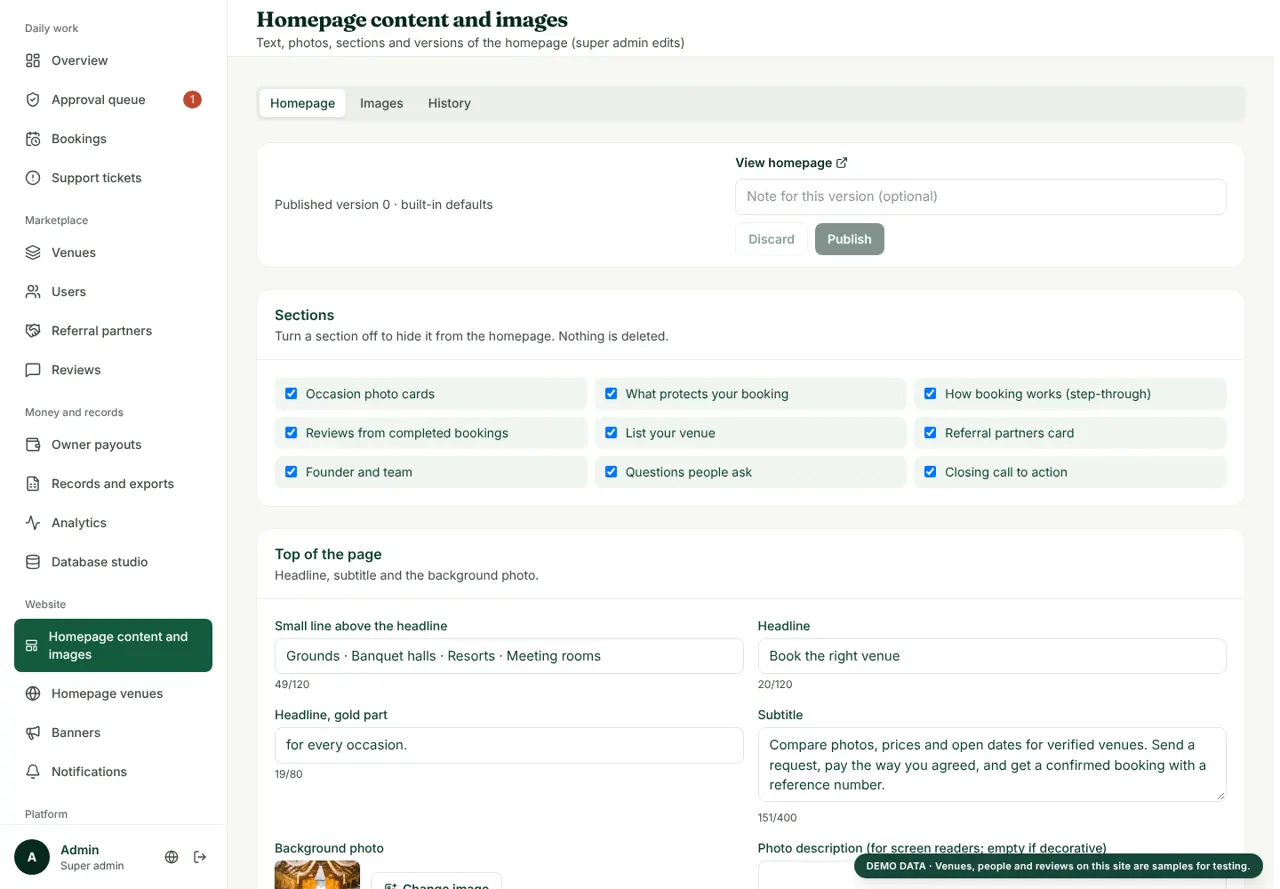 Daily work
Overview
Approval queue
1
Bookings
Support tickets
Marketplace
Venues
Users
Referral partners
Reviews
Money and records
Owner payouts
Records and exports
Analytics
Database studio
Website
Homepage content and
images
Homepage venues
Banners
Notifications
Platform
A
Admin
Super admin
Homepage content and images
Text, photos, sections and versions of the homepage (super admin edits)
Homepage
Images
History
Published version 0 · built-in defaults
View homepage
Note for this version (optional)
Discard
Publish
Sections
Turn a section off to hide it from the homepage. Nothing is deleted.
Occasion photo cards
What protects your booking
How booking works (step-through)
Reviews from completed bookings
List your venue
Referral partners card
Founder and team
Questions people ask
Closing call to action
Top of the page
Headline, subtitle and the background photo.
Small line above the headline
Grounds · Banquet halls · Resorts · Meeting rooms
49/120
Headline
Book the right venue
20/120
Headline, gold part
for every occasion.
19/80
Subtitle
Compare photos, prices and open dates for verified venues. Send a
request, pay the way you agreed, and get a confirmed booking with a
reference number.
151/400
Background photo
Change image
Photo description (for screen readers; empty if decorative)
DEMO DATA · Venues, people and reviews on this site are samples for testing.